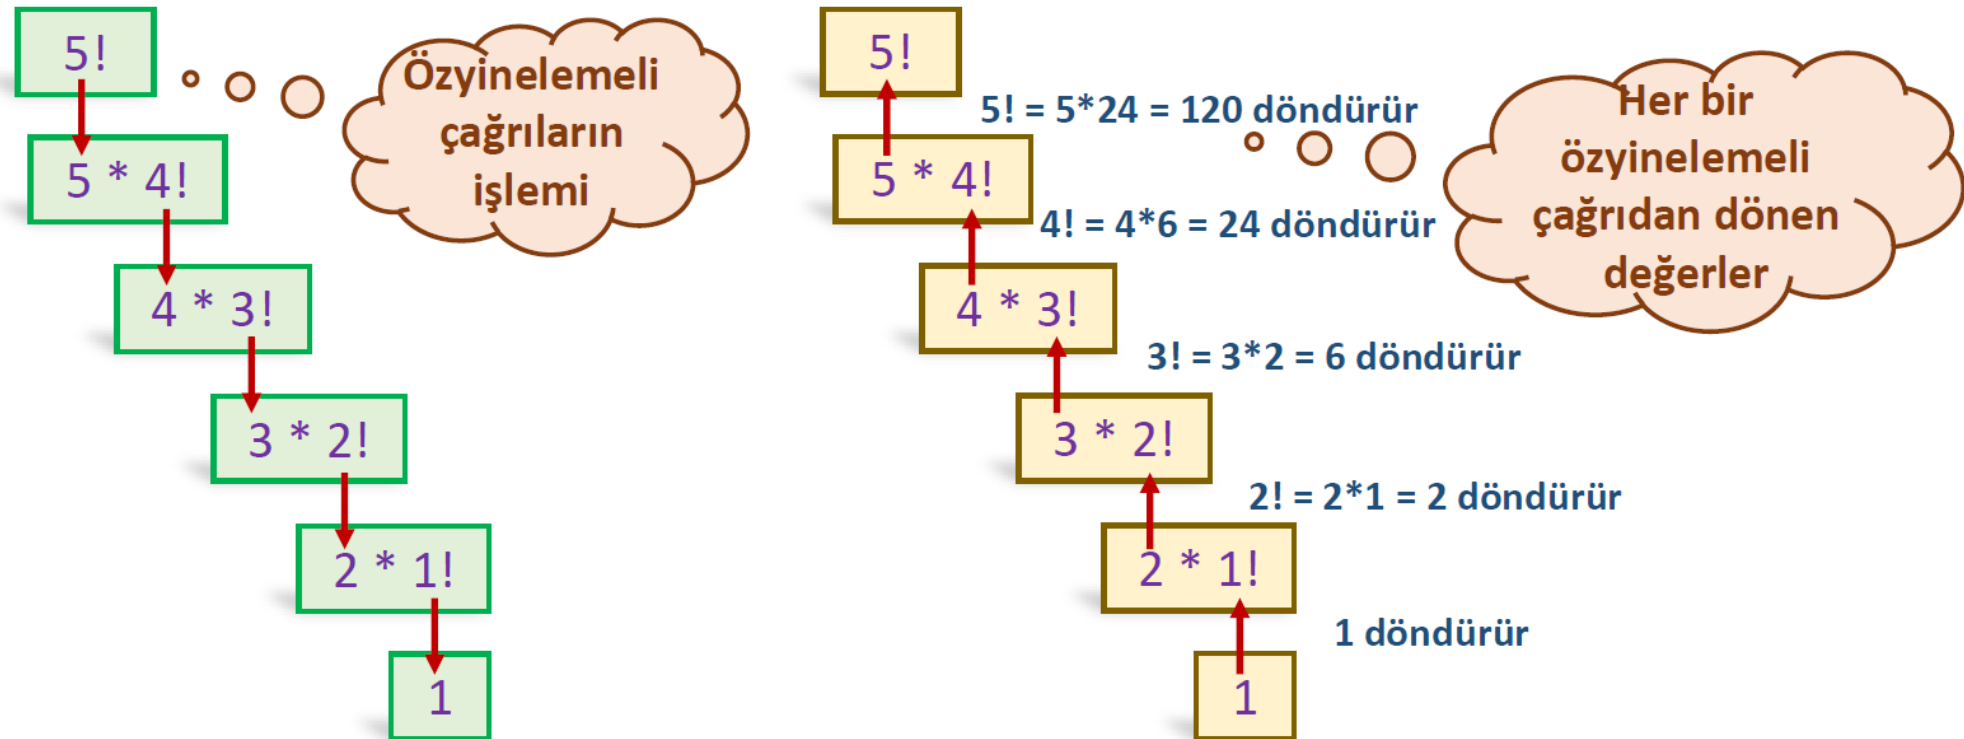 5!
Özyinelemeli
çağrıların
işlemi
5 * 4!
4 * 3!
3 * 2!
2 * 1!
1
5!
5! = 5*24 = 120 döndürür
Her bir
özyinelemeli
çağrıdan dönen
değerler
5 * 4!
4! = 4*6 = 24 döndürür
4 * 3!
3! = 3*2 = 6 döndürür
3 * 2!
2! = 2*1 = 2 döndürür
2 * 1!
1 döndürür
1